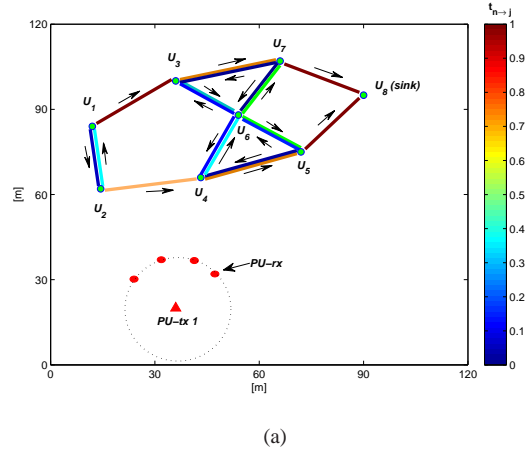 t n→j
120
90
60
30
0
[m]
0
30
60
90
120
[m]
1
0.9
0.8
0.7
0.6
0.5
0.4
0.3
0.2
0.1
0
U7
U3
U8 (sink)
U1
U6
U5
U4
U2
PU−rx
PU−tx 1
(a)